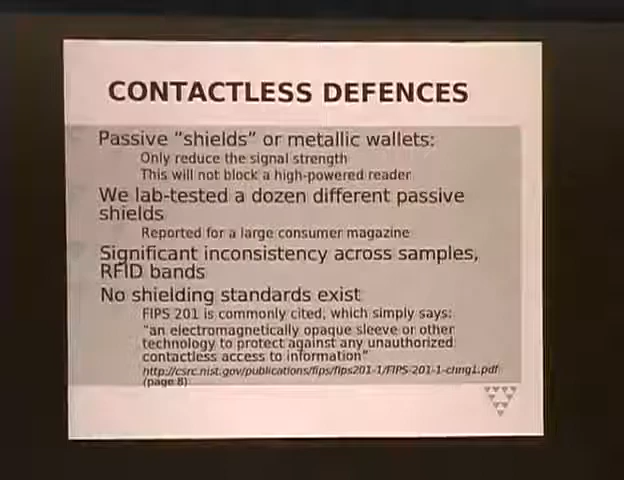 CONTACTLESS DEFENCES
Passive “shields” or metallic wallets:
Only reduce the signal strength
This will not block a high-powered reader
We lab-tested a dozen different passive
shields
Reported for a large consumer magazine
Significant inconsistency across samples,
RFID bands
No shielding standards exist
FIPS 201 is commonly cited, which simply says:
“an electromagnetically opaque sleeve or other
technology to protect against any unauthorized
contactless access to information”
http://csrc.nist.gov/publications/fips/fips201-1/FIPS-201-1-chng1.pdf
(page 8)